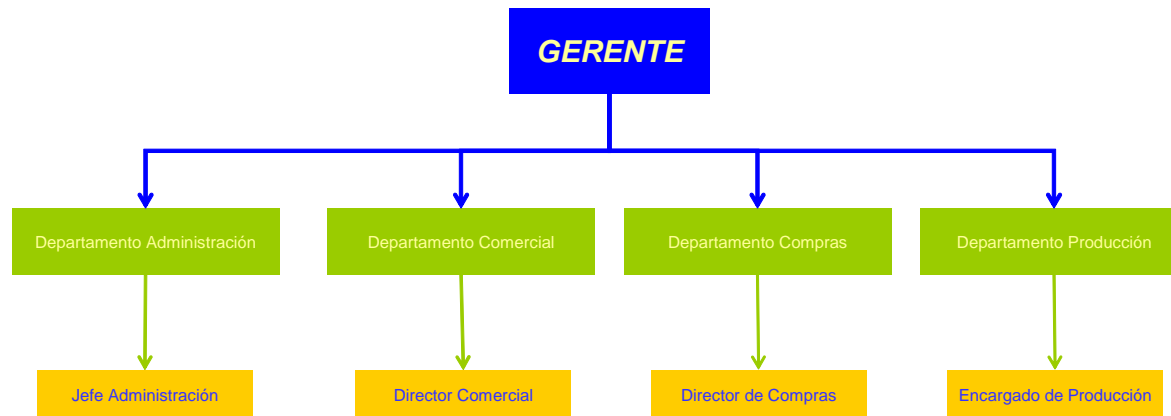 GERENTE
Departamento Administración
Departamento Comercial
Departamento Compras
Departamento Producción
Jefe Administración
Director Comercial
Director de Compras
Encargado de Producción